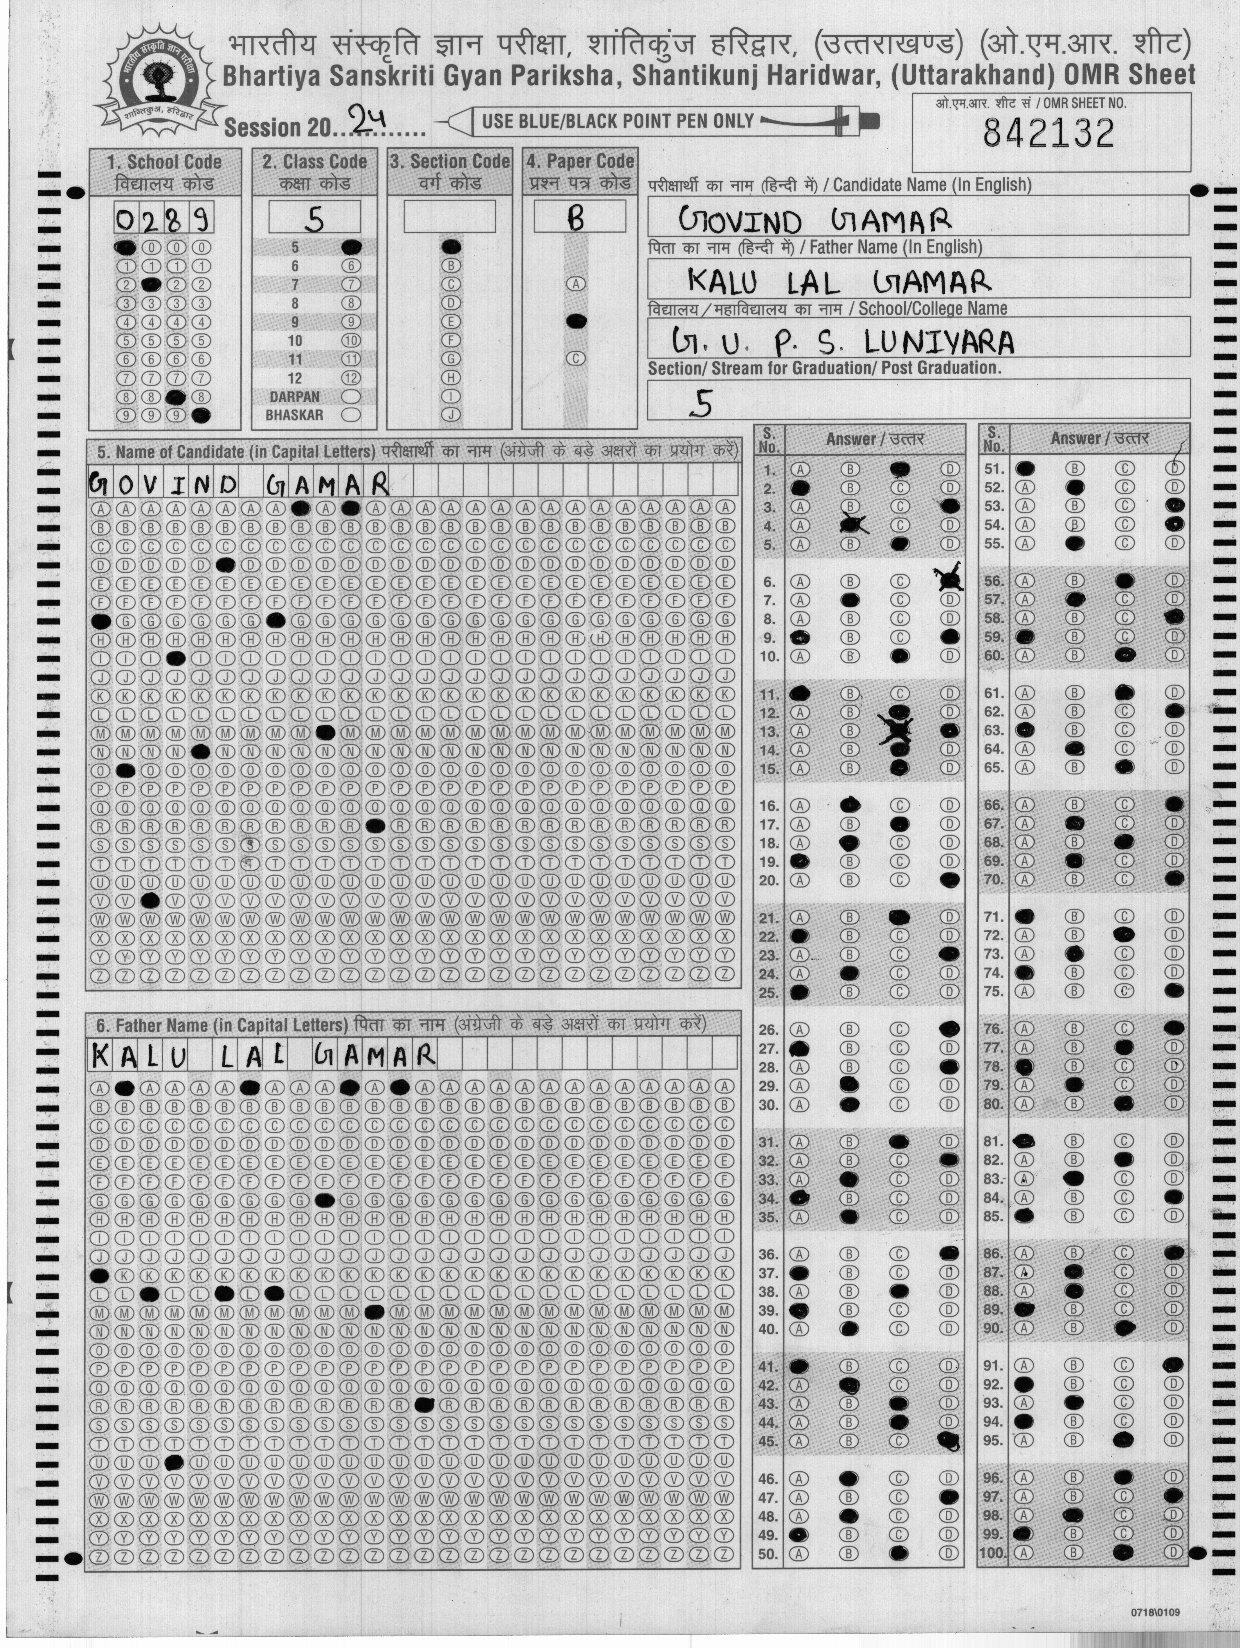 भारतीय संस्कृति ज्ञान परीक्षा, शांतिकुंज हरिद्वार, (उत्तराखण्ड) (ओ.एम.आर. शीट)
Bhartiya Sanskriti Gyan Pariksha, Shantikunj Haridwar, (Uttarakhand) OMR Sheet
Session 20..24..........
USE BLUE/BLACK POINT PEN ONLY
ओ.एम.आर. शीट सं / OMR SHEET NO.
842132
1. School Code
विद्यालय कोड
0289
2. Class Code
कक्षा कोड
5
5
6
7
8
9
10
11
12
DARPAN
BHASKAR
3. Section Code
वर्ग कोड
4. Paper Code
प्रश्न पत्र कोड
B
परीक्षार्थी का नाम (हिन्दी में) / Candidate Name (In English)
GOVIND GAMAR
पिता का नाम (हिन्दी में) / Father Name (In English)
KALU LAL GAMAR
विद्यालय/महाविद्यालय का नाम / School/College Name
G. U. P. S. LUNIYARA
Section/ Stream for Graduation/ Post Graduation.
5
5. Name of Candidate (in Capital Letters) परीक्षार्थी का नाम (अंग्रेजी के बड़े अक्षरों का प्रयोग करें)
GOVIND GAMAR
6. Father Name (in Capital Letters) पिता का नाम (अंग्रेजी के बड़े अक्षरों का प्रयोग करें)
KALU LAL GAMAR
S. No. Answer / उत्तर
S. No. Answer / उत्तर
0718\0109